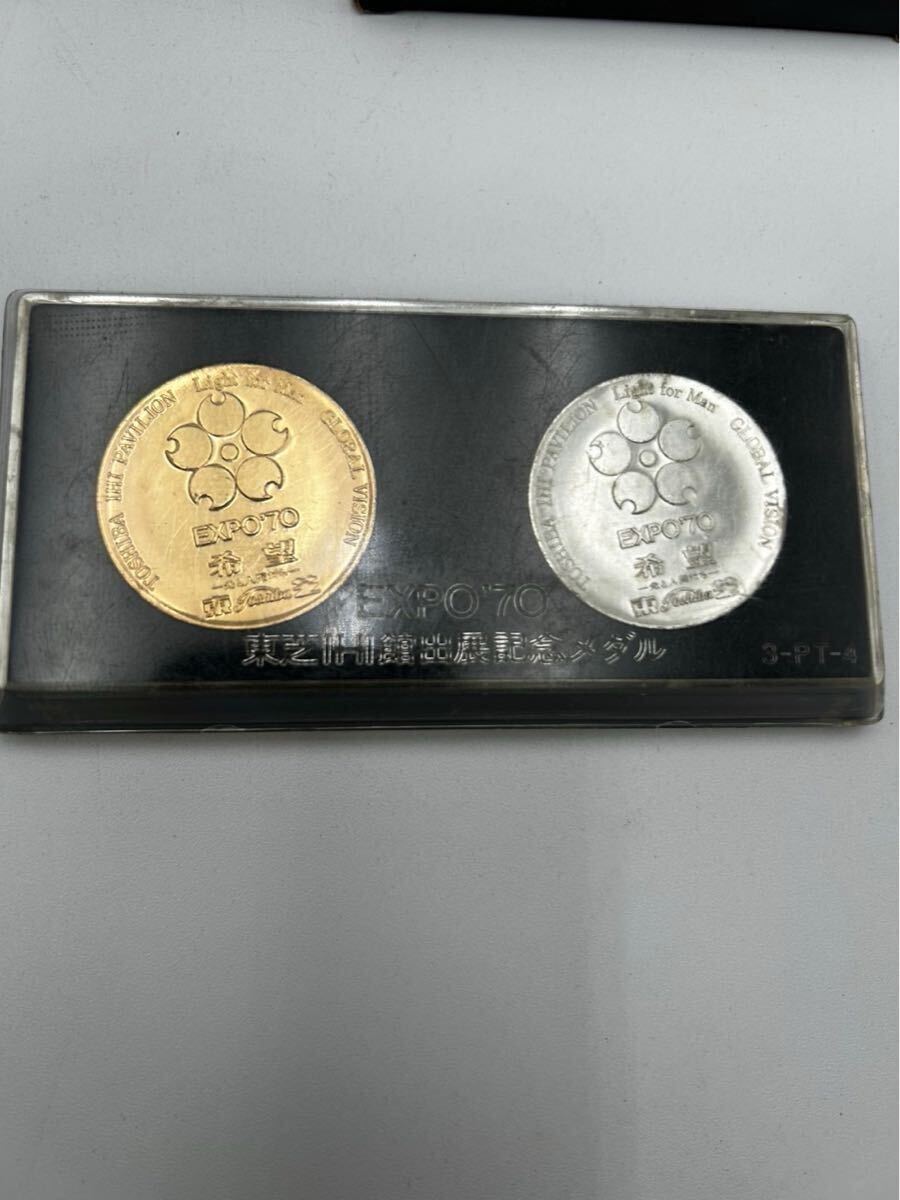 TOSHIBA IHI PAVILION Light for Man GLOBAL VISION
EXPO'70
希望
Toshiba
TOSHIBA IHI PAVILION Light for Man GLOBAL VISION
EXPO'70
希望
Toshiba
EXPO'70
東芝IHI館出展記念メダル
3-PT-4